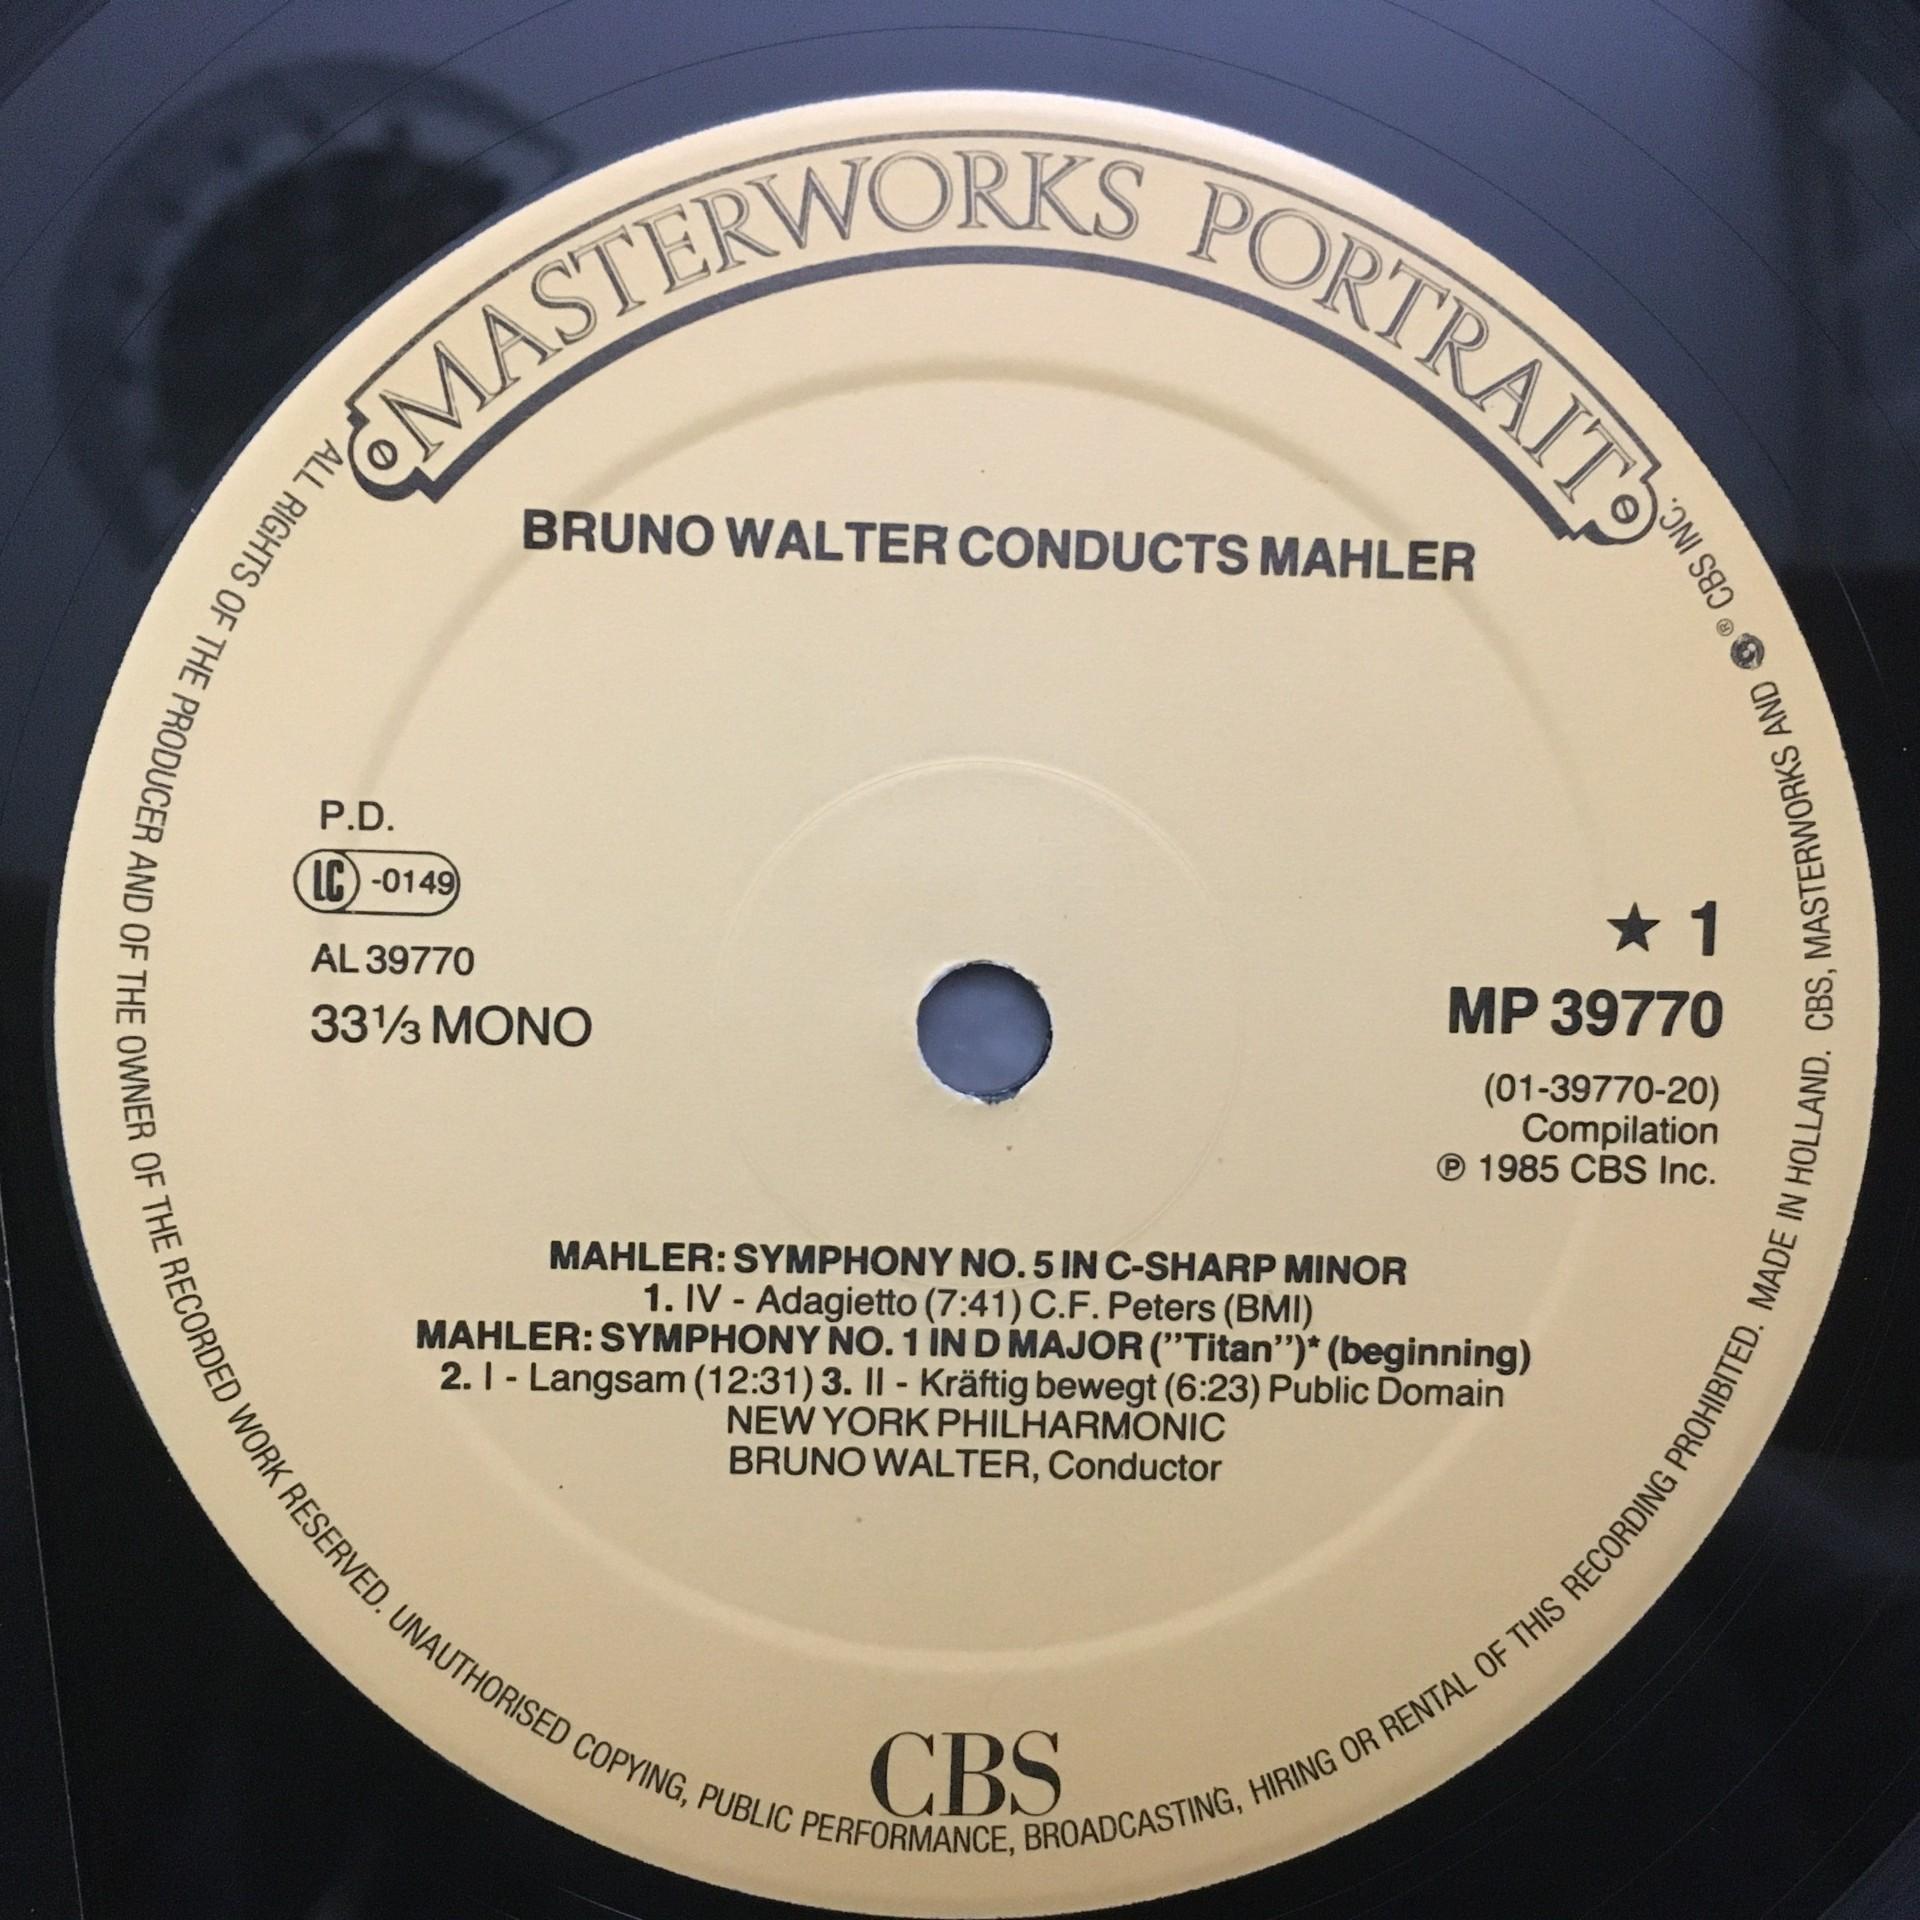 MASTERWORKS PORTRAIT
BRUNO WALTER CONDUCTS MAHLER
P.D.
LC -0149
AL 39770
33⅓ MONO
★ 1
MP 39770
(01-39770-20)
Compilation
℗ 1985 CBS Inc.
MAHLER: SYMPHONY NO. 5 IN C-SHARP MINOR
1. IV - Adagietto (7:41) C.F. Peters (BMI)
MAHLER: SYMPHONY NO. 1 IN D MAJOR (''Titan'')* (beginning)
2. I - Langsam (12:31) 3. II - Kräftig bewegt (6:23) Public Domain
NEW YORK PHILHARMONIC
BRUNO WALTER, Conductor
CBS
ALL RIGHTS OF THE PRODUCER AND OF THE OWNER OF THE RECORDED WORK RESERVED. UNAUTHORISED COPYING, PUBLIC PERFORMANCE, BROADCASTING, HIRING OR RENTAL OF THIS RECORDING PROHIBITED. MADE IN HOLLAND. CBS, MASTERWORKS AND ® CBS INC.